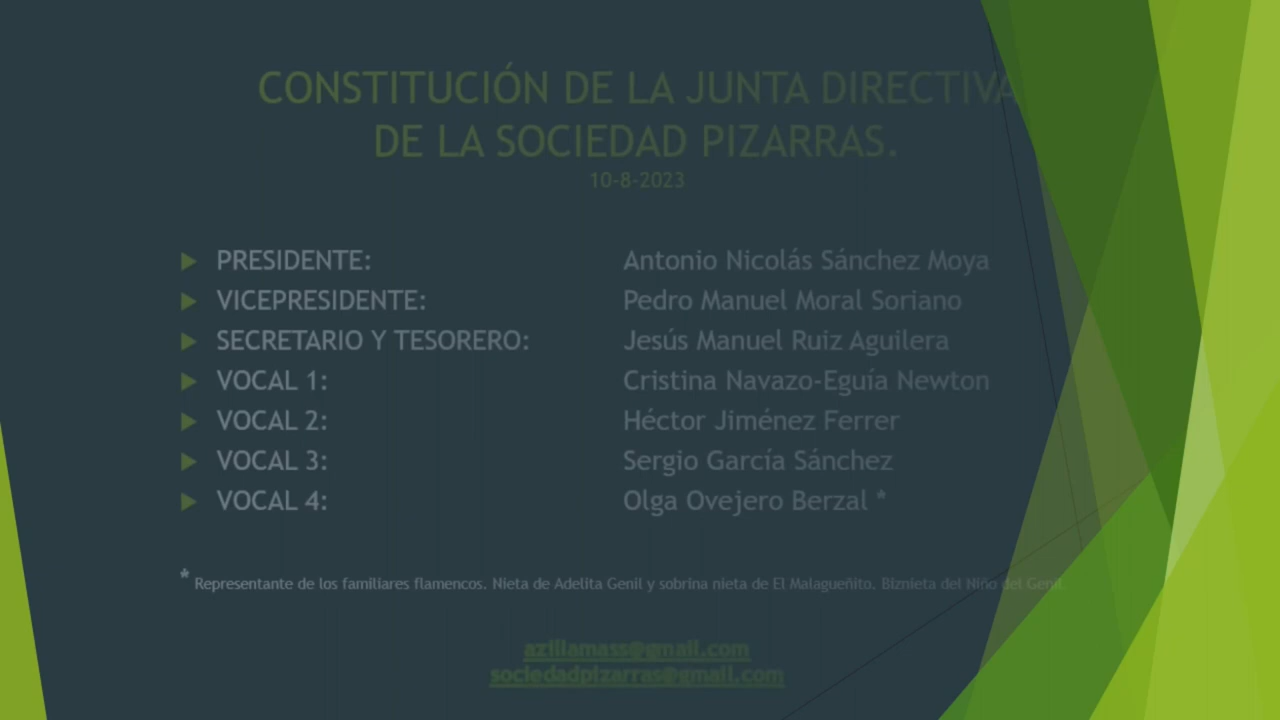 CONSTITUCIÓN DE LA JUNTA DIRECTIVA
DE LA SOCIEDAD PIZARRAS.
10-8-2023
PRESIDENTE: Antonio Nicolás Sánchez Moya
VICEPRESIDENTE: Pedro Manuel Moral Soriano
SECRETARIO Y TESORERO: Jesús Manuel Ruiz Aguilera
VOCAL 1: Cristina Navazo-Eguía Newton
VOCAL 2: Héctor Jiménez Ferrer
VOCAL 3: Sergio García Sánchez
VOCAL 4: Olga Ovejero Berzal *
* Representante de los familiares flamencos. Nieta de Adelita Genil y sobrina nieta de El Malagueñito. Biznieta del Niño del Genil.
azillamass@gmail.com
sociedadpizarras@gmail.com